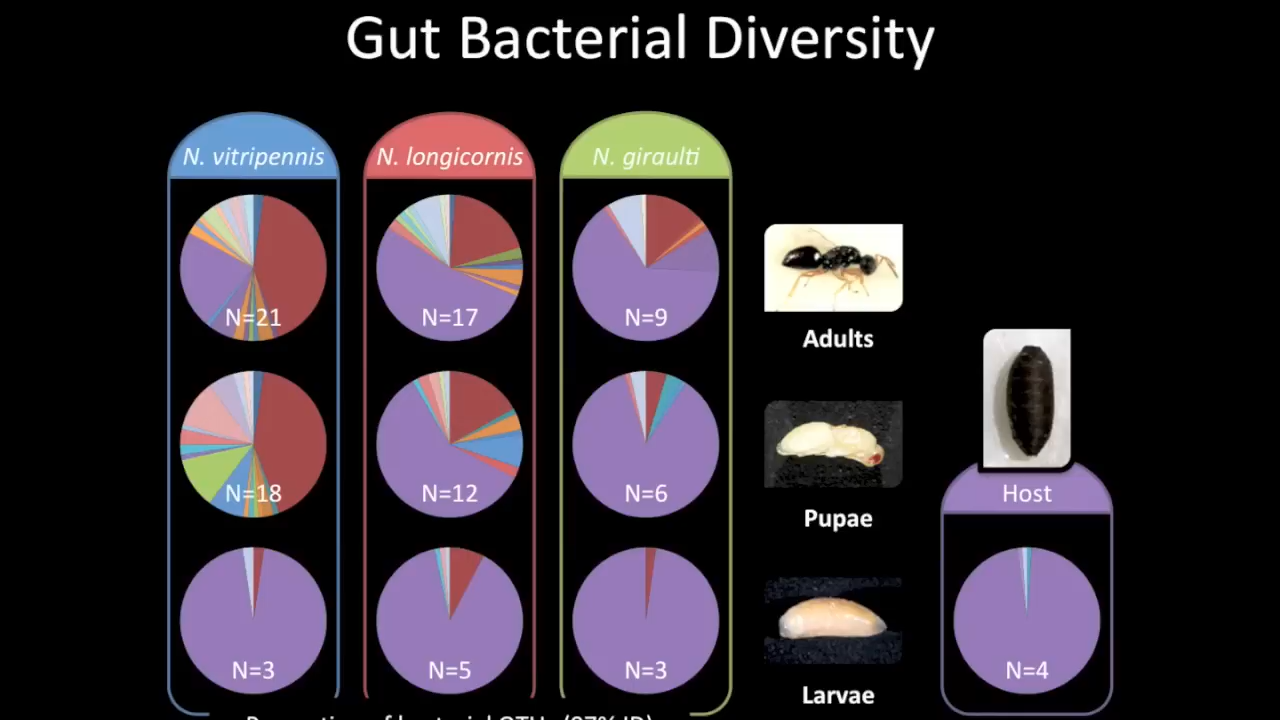 Gut Bacterial Diversity
N. vitripennis
N. longicornis
N. giraulti
N=21
N=17
N=9
Adults
N=18
N=12
N=6
Pupae
Host
N=3
N=5
N=3
Larvae
N=4